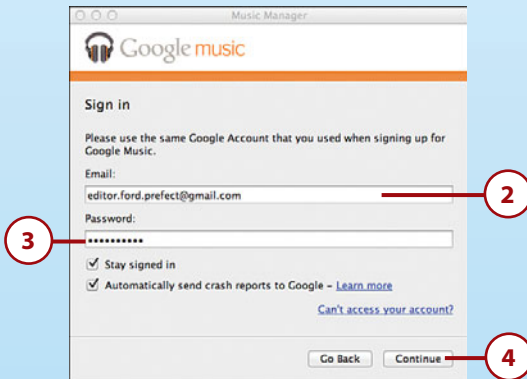 Music Manager
Google music
Sign in
Please use the same Google Account that you used when signing up for
Google Music.
Email:
editor.ford.prefect@gmail.com
2
Password:
3
••••••••••
Stay signed in
Automatically send crash reports to Google – Learn more
Can't access your account?
Go Back
Continue
4